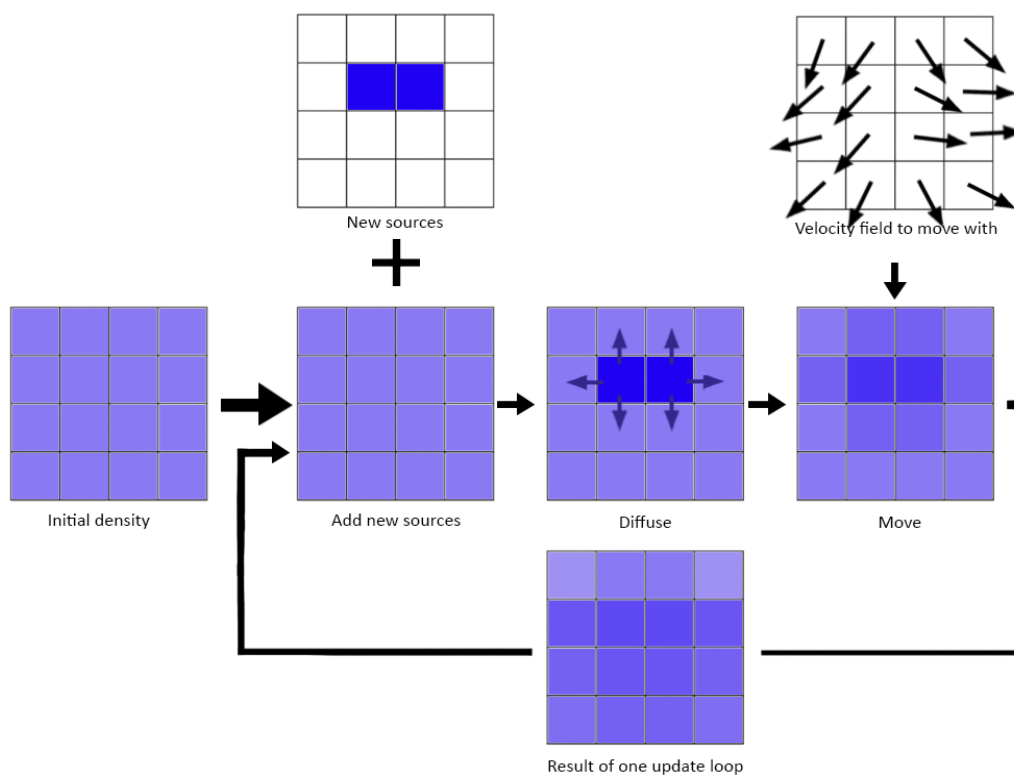 New sources
Velocity field to move with
Initial density
Add new sources
Diffuse
Move
Result of one update loop